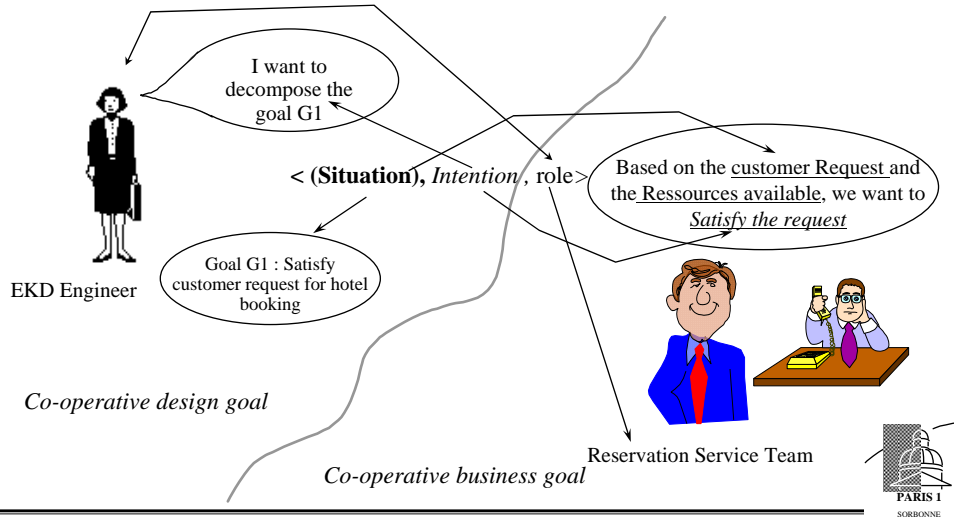 I want to
decompose the
goal G1
< (Situation), Intention , role>
Based on the customer Request and
the Ressources available, we want to
Satisfy the request
Goal G1 : Satisfy
customer request for hotel
booking
EKD Engineer
Co-operative design goal
Reservation Service Team
Co-operative business goal
PARIS 1
SORBONNE